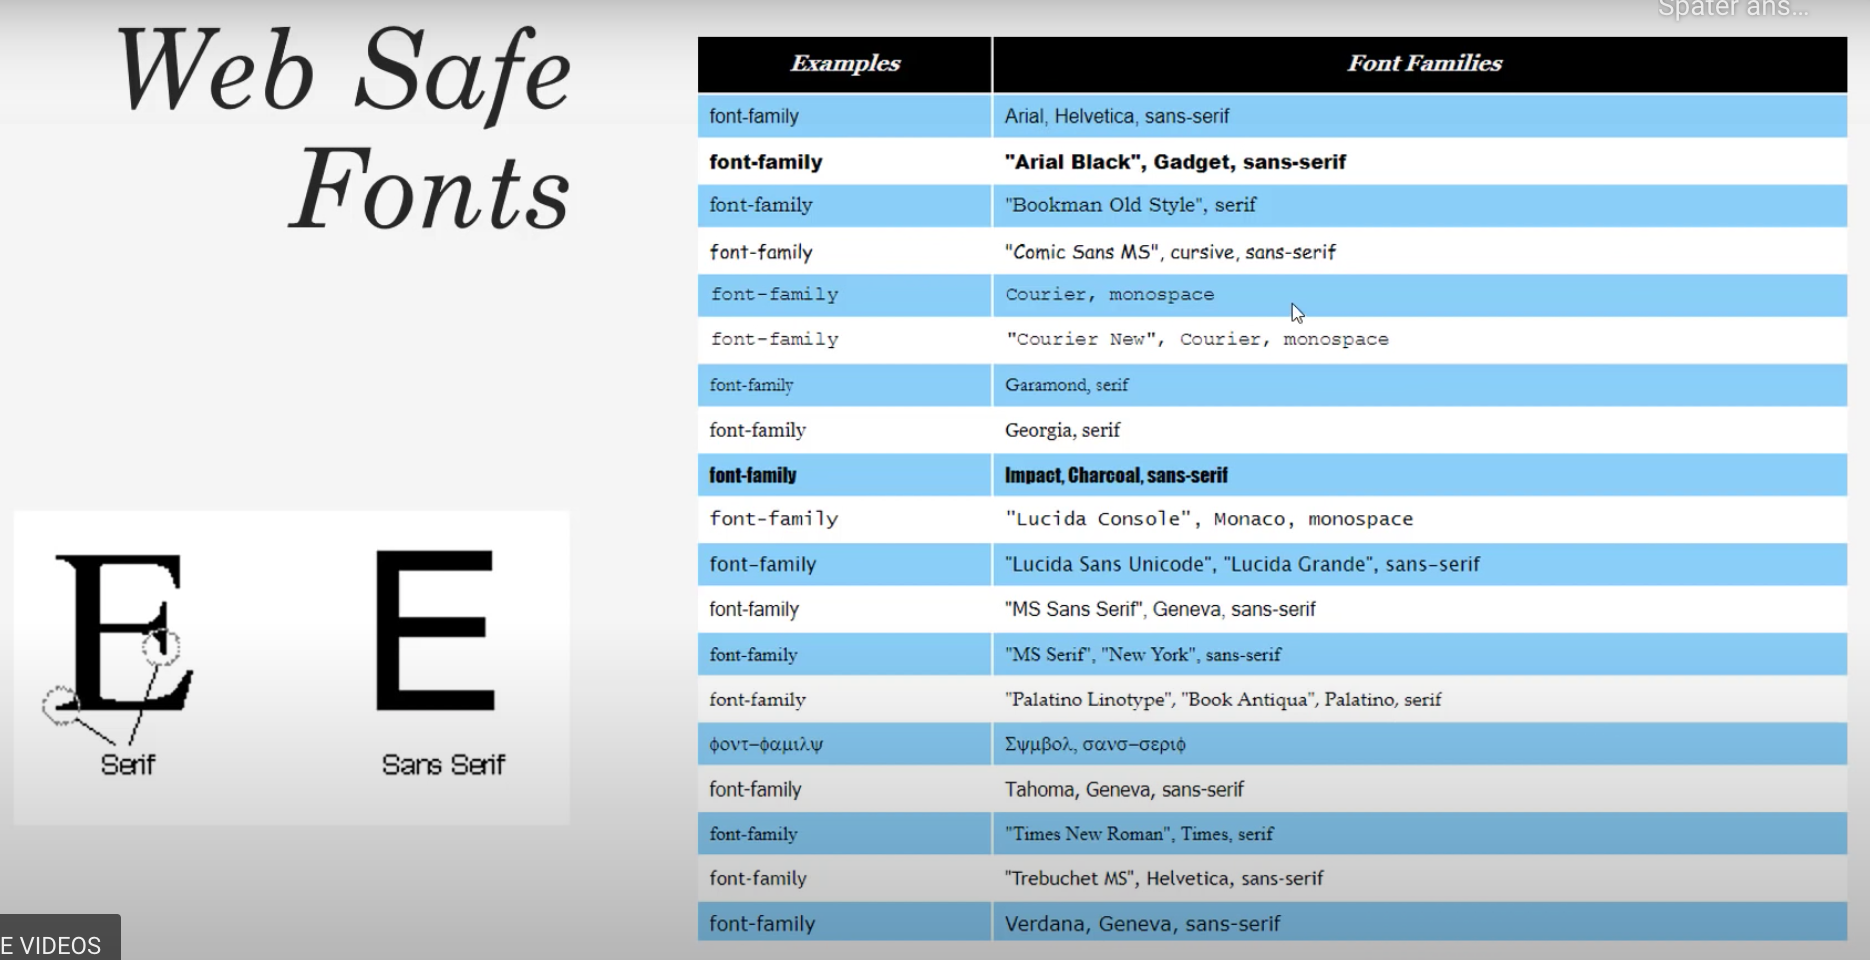 Später ans...
Web Safe
Fonts
Examples Font Families
font-family Arial, Helvetica, sans-serif
font-family "Arial Black", Gadget, sans-serif
font-family "Bookman Old Style", serif
font-family "Comic Sans MS", cursive, sans-serif
font-family Courier, monospace
font-family "Courier New", Courier, monospace
font-family Garamond, serif
font-family Georgia, serif
font-family Impact, Charcoal, sans-serif
font-family "Lucida Console", Monaco, monospace
font-family "Lucida Sans Unicode", "Lucida Grande", sans-serif
font-family "MS Sans Serif", Geneva, sans-serif
font-family "MS Serif", "New York", sans-serif
font-family "Palatino Linotype", "Book Antiqua", Palatino, serif
φοντ−φαμιλψ Σψμβολ, σανσ−σεριφ
font-family Tahoma, Geneva, sans-serif
font-family "Times New Roman", Times, serif
font-family "Trebuchet MS", Helvetica, sans-serif
font-family Verdana, Geneva, sans-serif
E E
Serif Sans Serif
E VIDEOS